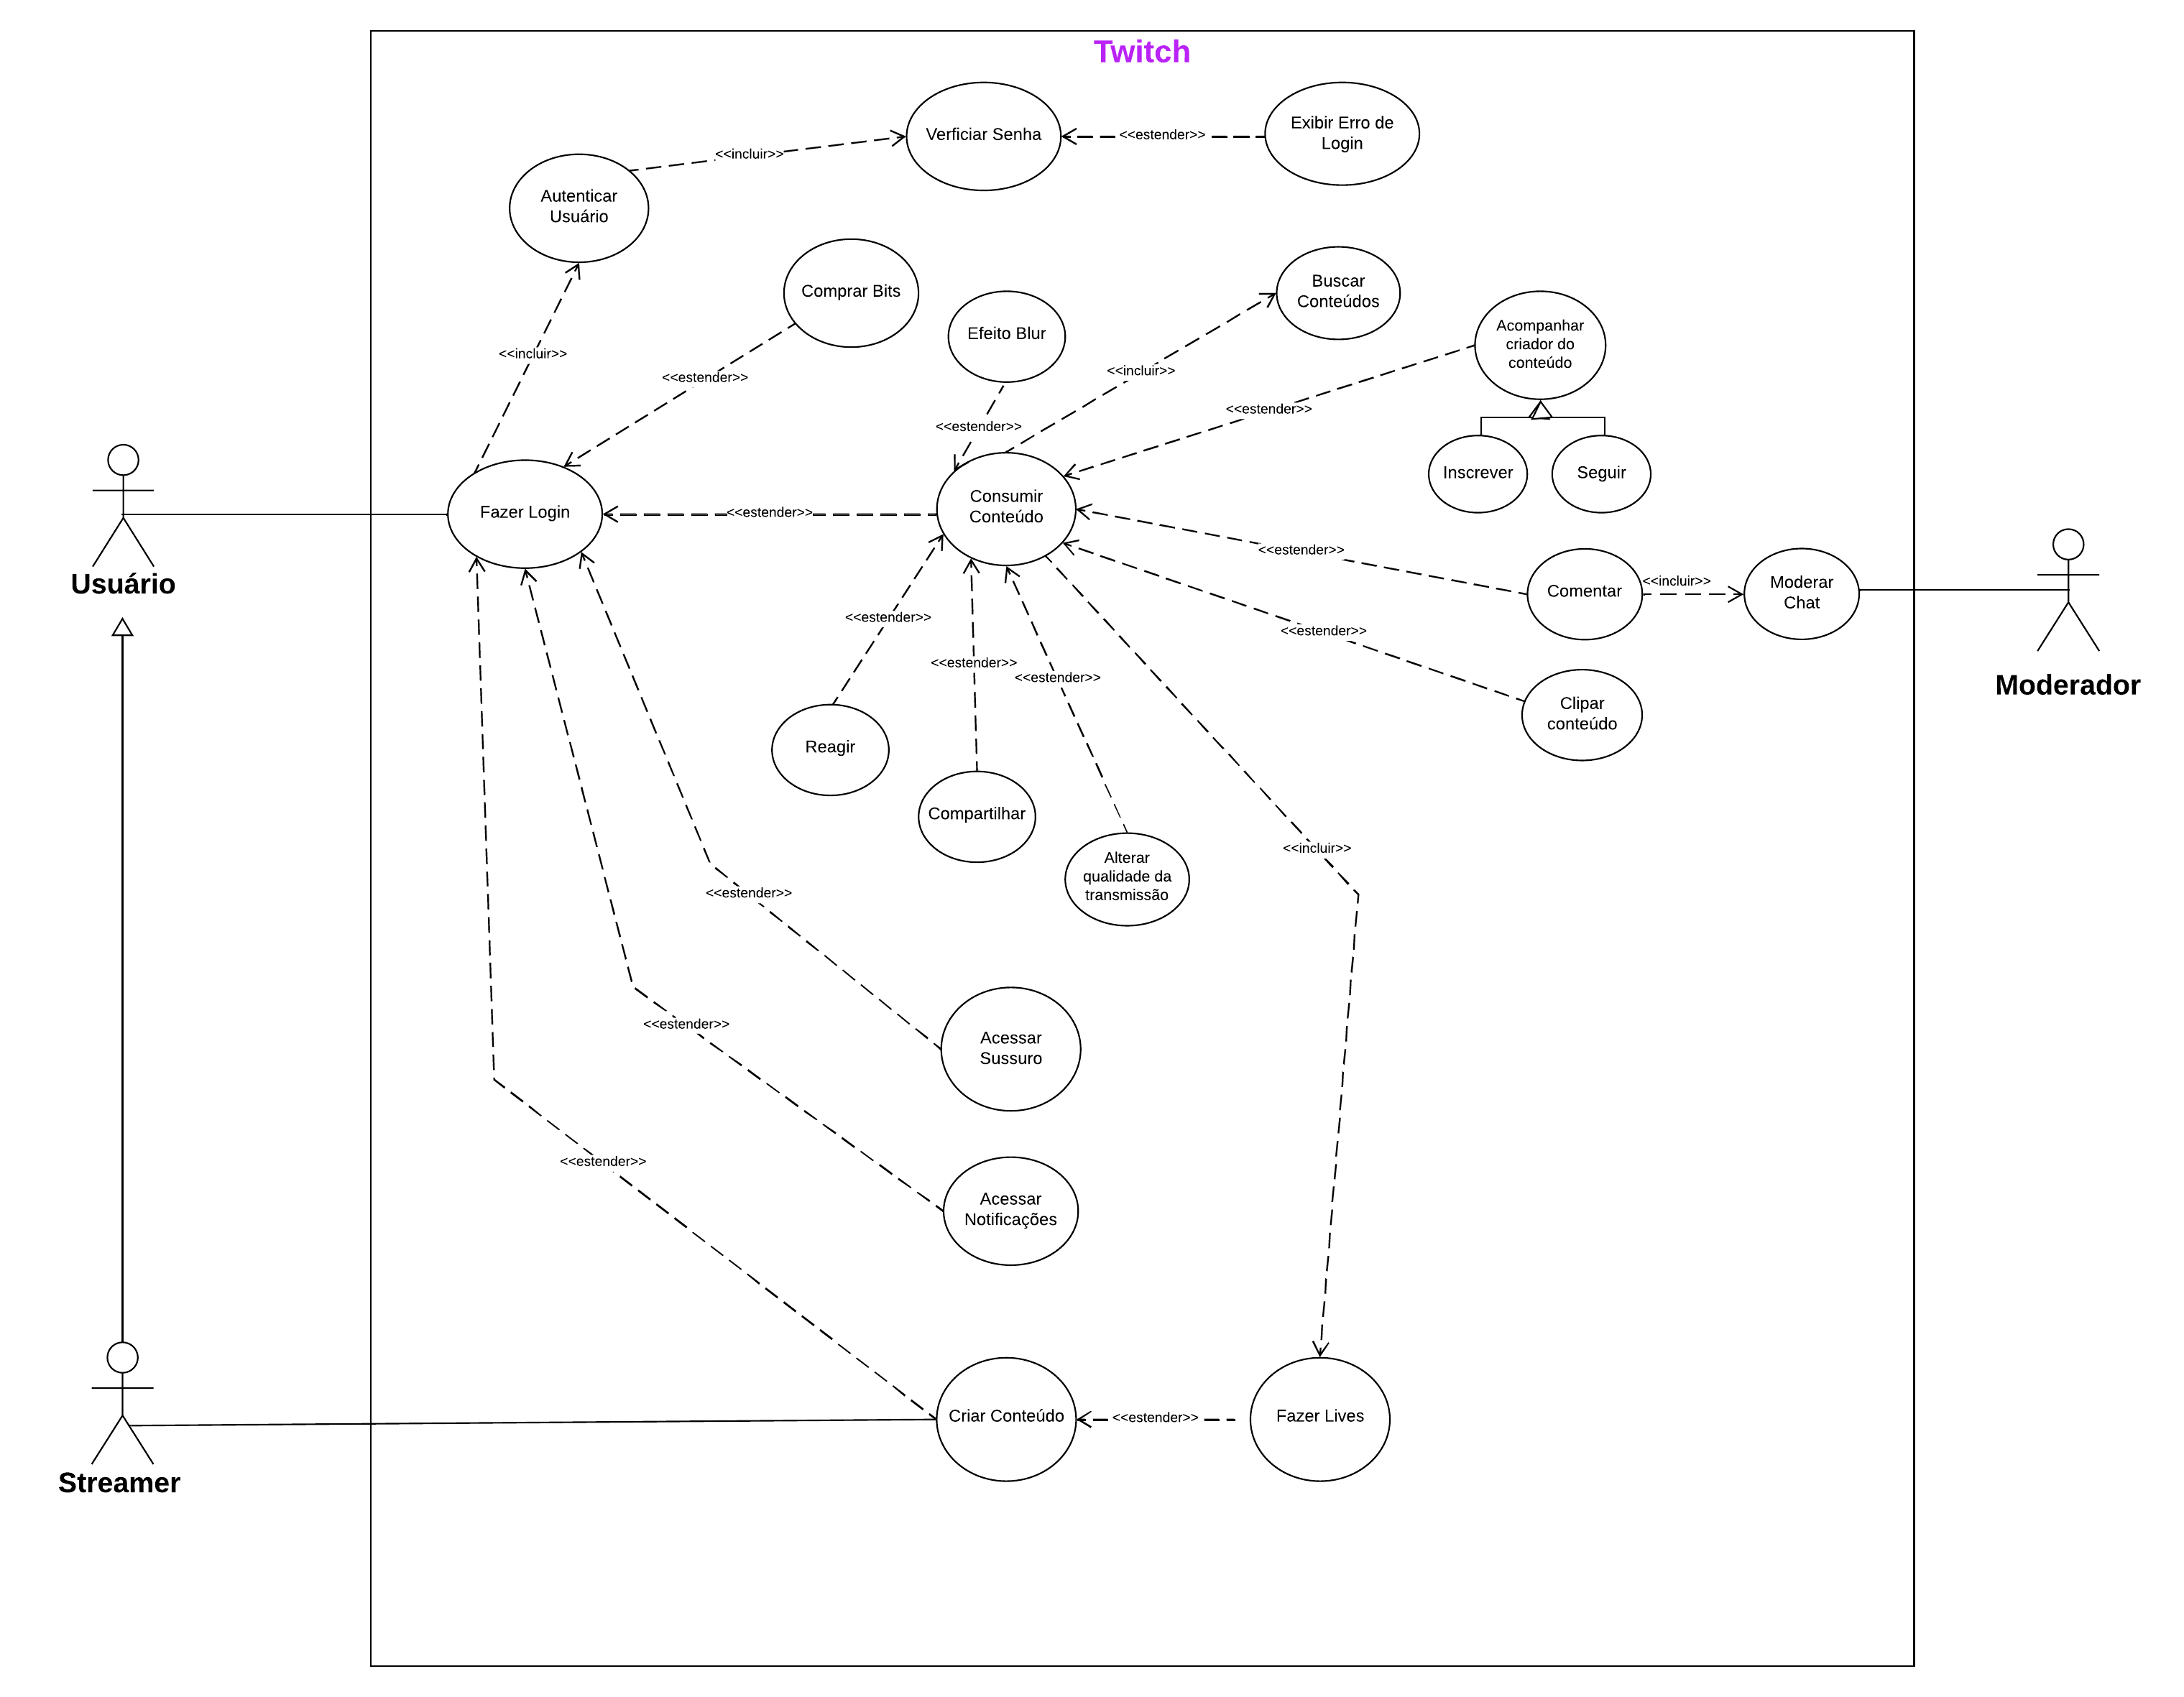 Twitch
Verficiar Senha
<<estender>>
Exibir Erro de
Login
<<incluir>>
Autenticar
Usuário
Comprar Bits
Buscar
Conteúdos
Efeito Blur
Acompanhar
criador do
conteúdo
<<incluir>>
<<estender>>
<<incluir>>
<<estender>>
<<estender>>
Inscrever
Seguir
Fazer Login
<<estender>>
Consumir
Conteúdo
Usuário
<<estender>>
Comentar
<<incluir>>
Moderar
Chat
Moderador
<<estender>>
<<estender>>
<<estender>>
<<estender>>
Clipar
conteúdo
Reagir
Compartilhar
Alterar
qualidade da
transmissão
<<incluir>>
<<estender>>
<<estender>>
Acessar
Sussuro
<<estender>>
Acessar
Notificações
Criar Conteúdo
<<estender>>
Fazer Lives
Streamer